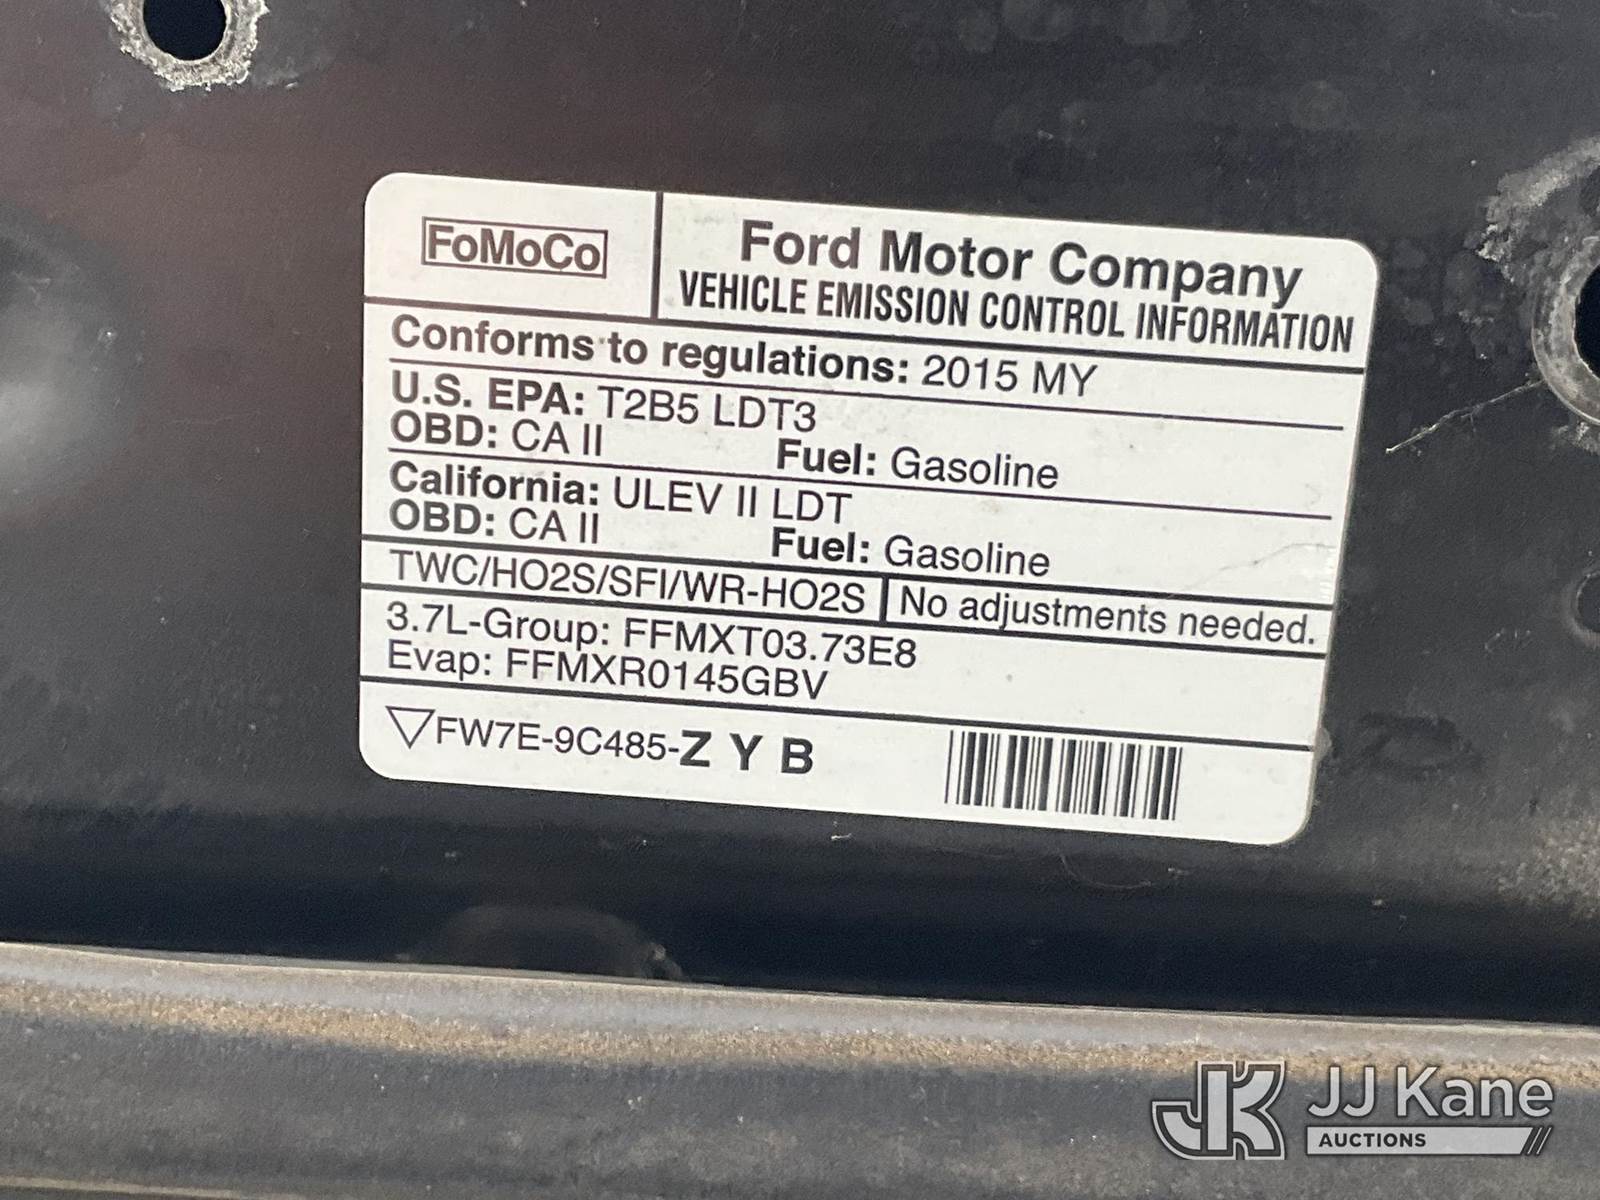 FoMoCo
Ford Motor Company
VEHICLE EMISSION CONTROL INFORMATION
Conforms to regulations: 2015 MY
U.S. EPA: T2B5 LDT3
OBD: CA II Fuel: Gasoline
California: ULEV II LDT
OBD: CA II Fuel: Gasoline
TWC/HO2S/SFI/WR-HO2S No adjustments needed.
3.7L-Group: FFMXT03.73E8
Evap: FFMXR0145GBV
FW7E-9C485-Z Y B
JK JJ Kane
AUCTIONS